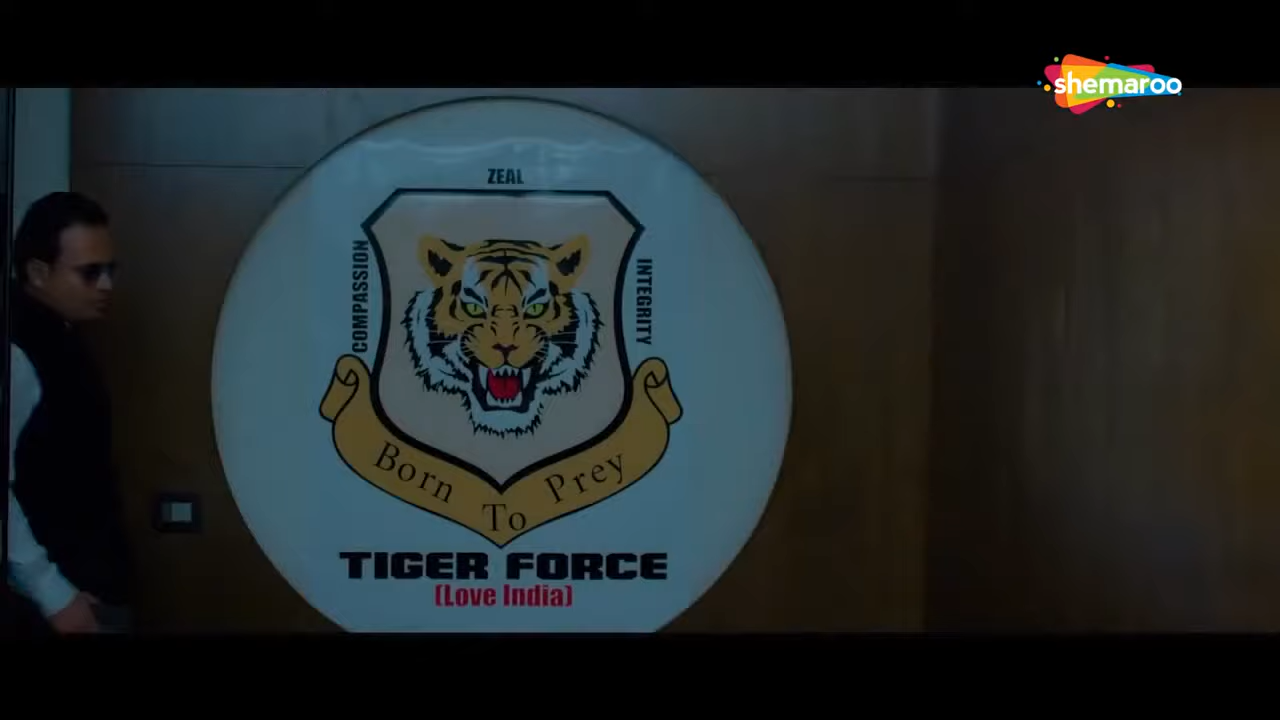 shemaroo
ZEAL
COMPASSION
INTEGRITY
Born To Prey
TIGER FORCE
(Love India)